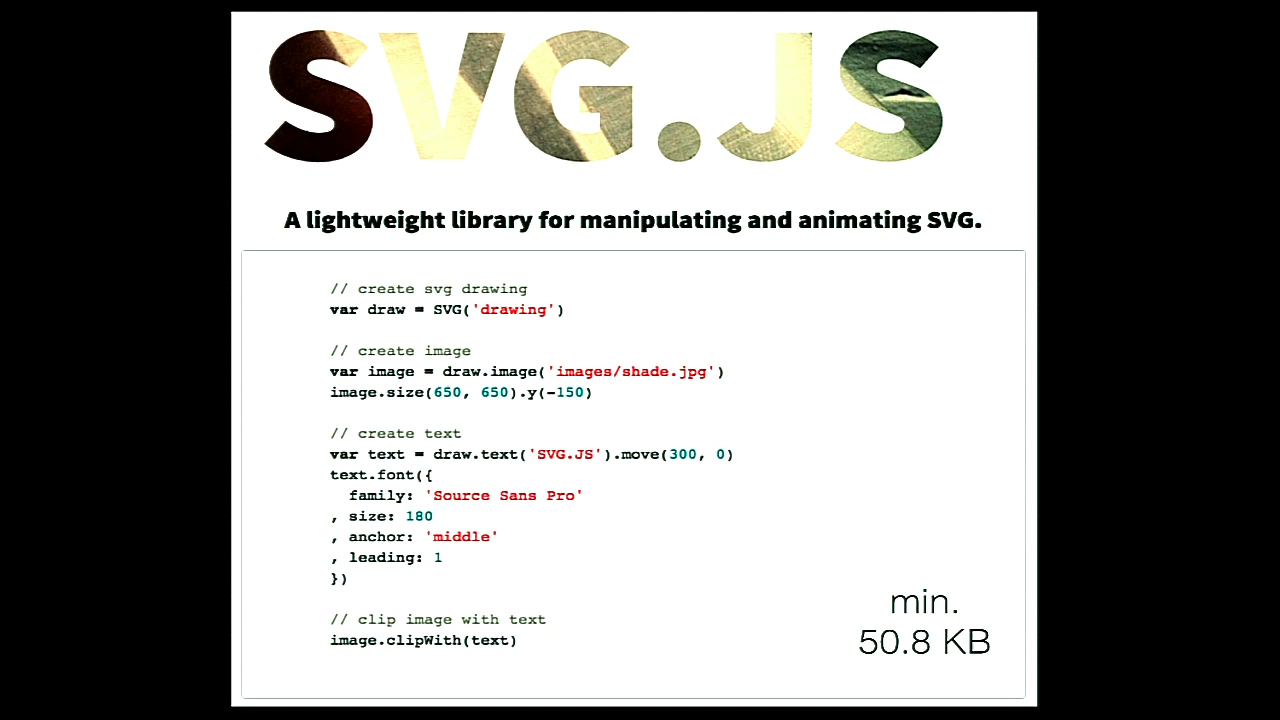 SVG.JS
A lightweight library for manipulating and animating SVG.
// create svg drawing
var draw = SVG('drawing')
// create image
var image = draw.image('images/shade.jpg')
image.size(650, 650).y(-150)
// create text
var text = draw.text('SVG.JS').move(300, 0)
text.font({
  family: 'Source Sans Pro'
, size: 180
, anchor: 'middle'
, leading: 1
})
// clip image with text
image.clipWith(text)
min.
50.8 KB